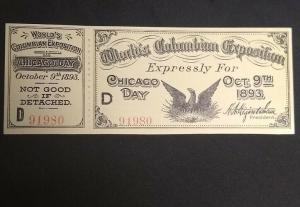 WORLD'S
COLUMBIAN EXPOSITION
CHICAGO DAY
October 9th 1893.
NOT GOOD
IF
DETACHED.
D 91980
World's Columbian Exposition
Expressly For
CHICAGO DAY
OCT. 9TH 1893.
D 91980
President.